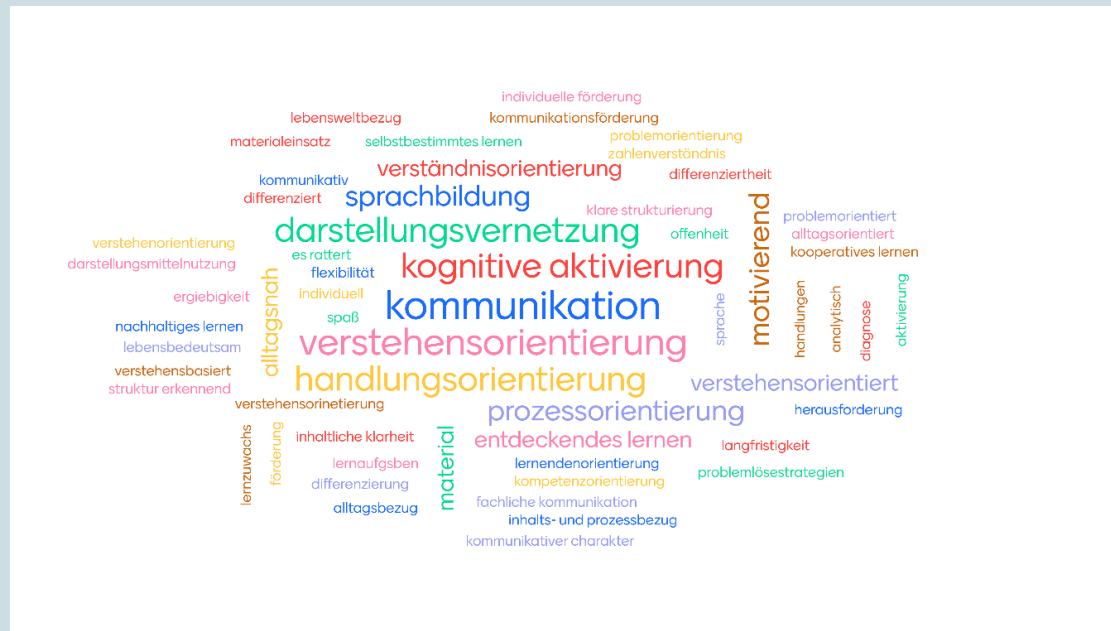 individuelle förderung
lebensweltbezug
kommunikationsförderung
materialeinsatz
selbstbestimmtes lernen
problemorientierung
zahlenverständnis
verständnisorientierung
differenziertheit
kommunikativ
differenziert
sprachbildung
klare strukturierung
motivierend
problemorientiert
darstellungsvernetzung
offenheit
alltagsorientiert
verstehenorientierung
es rattert
kooperatives lernen
darstellungsmittelnutzung
flexibilität
kognitive aktivierung
ergiebigkeit
alltagsnah
individuell
kommunikation
sprache
handlungen
analytisch
diagnose
aktivierung
nachhaltiges lernen
spaß
lebensbedeutsam
verstehensorientierung
verstehensbasiert
struktur erkennend
handlungsorientierung
verstehensorientiert
verstehensorinetierung
prozessorientierung
herausforderung
lernzuwachs
förderung
inhaltliche klarheit
material
entdeckendes lernen
langfristigkeit
lernaufgsben
lernendenorientierung
problemlösestrategien
differenzierung
kompetenzorientierung
alltagsbezug
fachliche kommunikation
inhalts- und prozessbezug
kommunikativer charakter